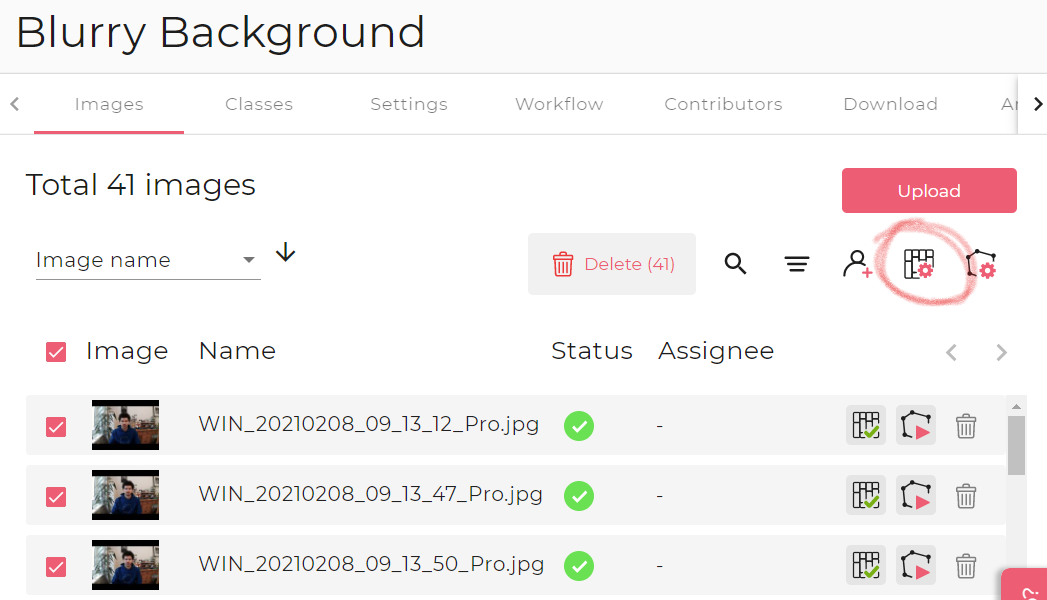 Blurry Background
Images Classes Settings Workflow Contributors Download
Total 41 images
Upload
Image name
Delete (41)
Image Name Status Assignee
WIN_20210208_09_13_12_Pro.jpg -
WIN_20210208_09_13_47_Pro.jpg -
WIN_20210208_09_13_50_Pro.jpg -